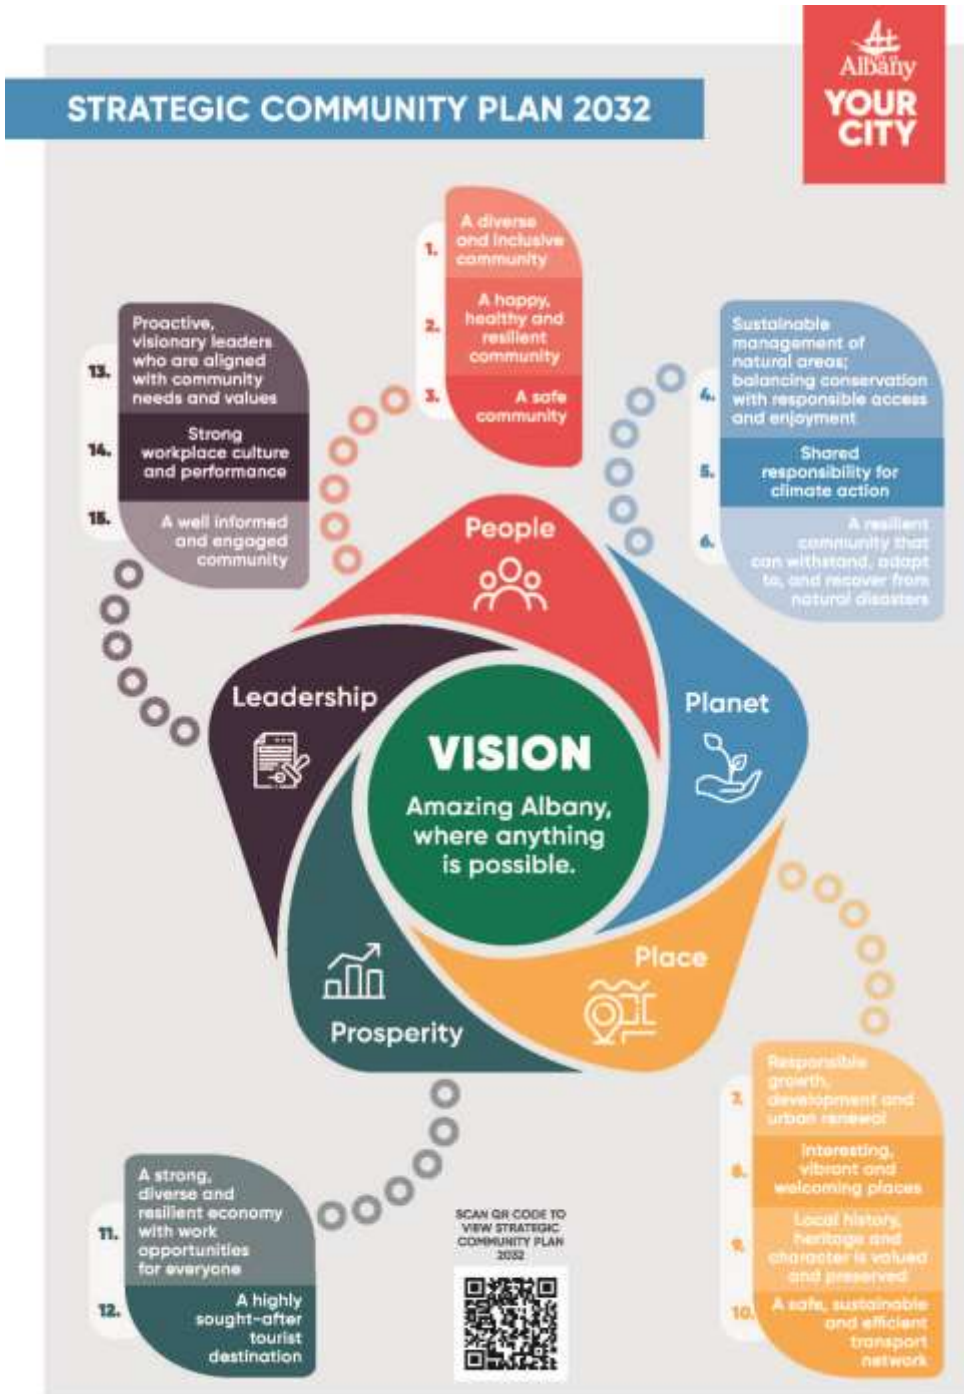 Albany
YOUR
CITY
STRATEGIC COMMUNITY PLAN 2032
1.
A diverse
and inclusive
community
2.
A happy,
healthy and
resilient
community
3.
A safe
community
13.
Proactive,
visionary leaders
who are aligned
with community
needs and values
14.
Strong
workplace culture
and performance
15.
A well informed
and engaged
community
4.
Sustainable
management of
natural areas;
balancing conservation
with responsible access
and enjoyment
5.
Shared
responsibility for
climate action
6.
A resilient
community that
can withstand, adapt
to, and recover from
natural disasters
People
Leadership
Planet
VISION
Amazing Albany,
where anything
is possible.
Place
Prosperity
7.
Responsible
growth,
development and
urban renewal
8.
Interesting,
vibrant and
welcoming places
9.
Local history,
heritage and
character is valued
and preserved
10.
A safe, sustainable
and efficient
transport
network
11.
A strong,
diverse and
resilient economy
with work
opportunities
for everyone
12.
A highly
sought-after
tourist
destination
SCAN QR CODE TO
VIEW STRATEGIC
COMMUNITY PLAN
2032